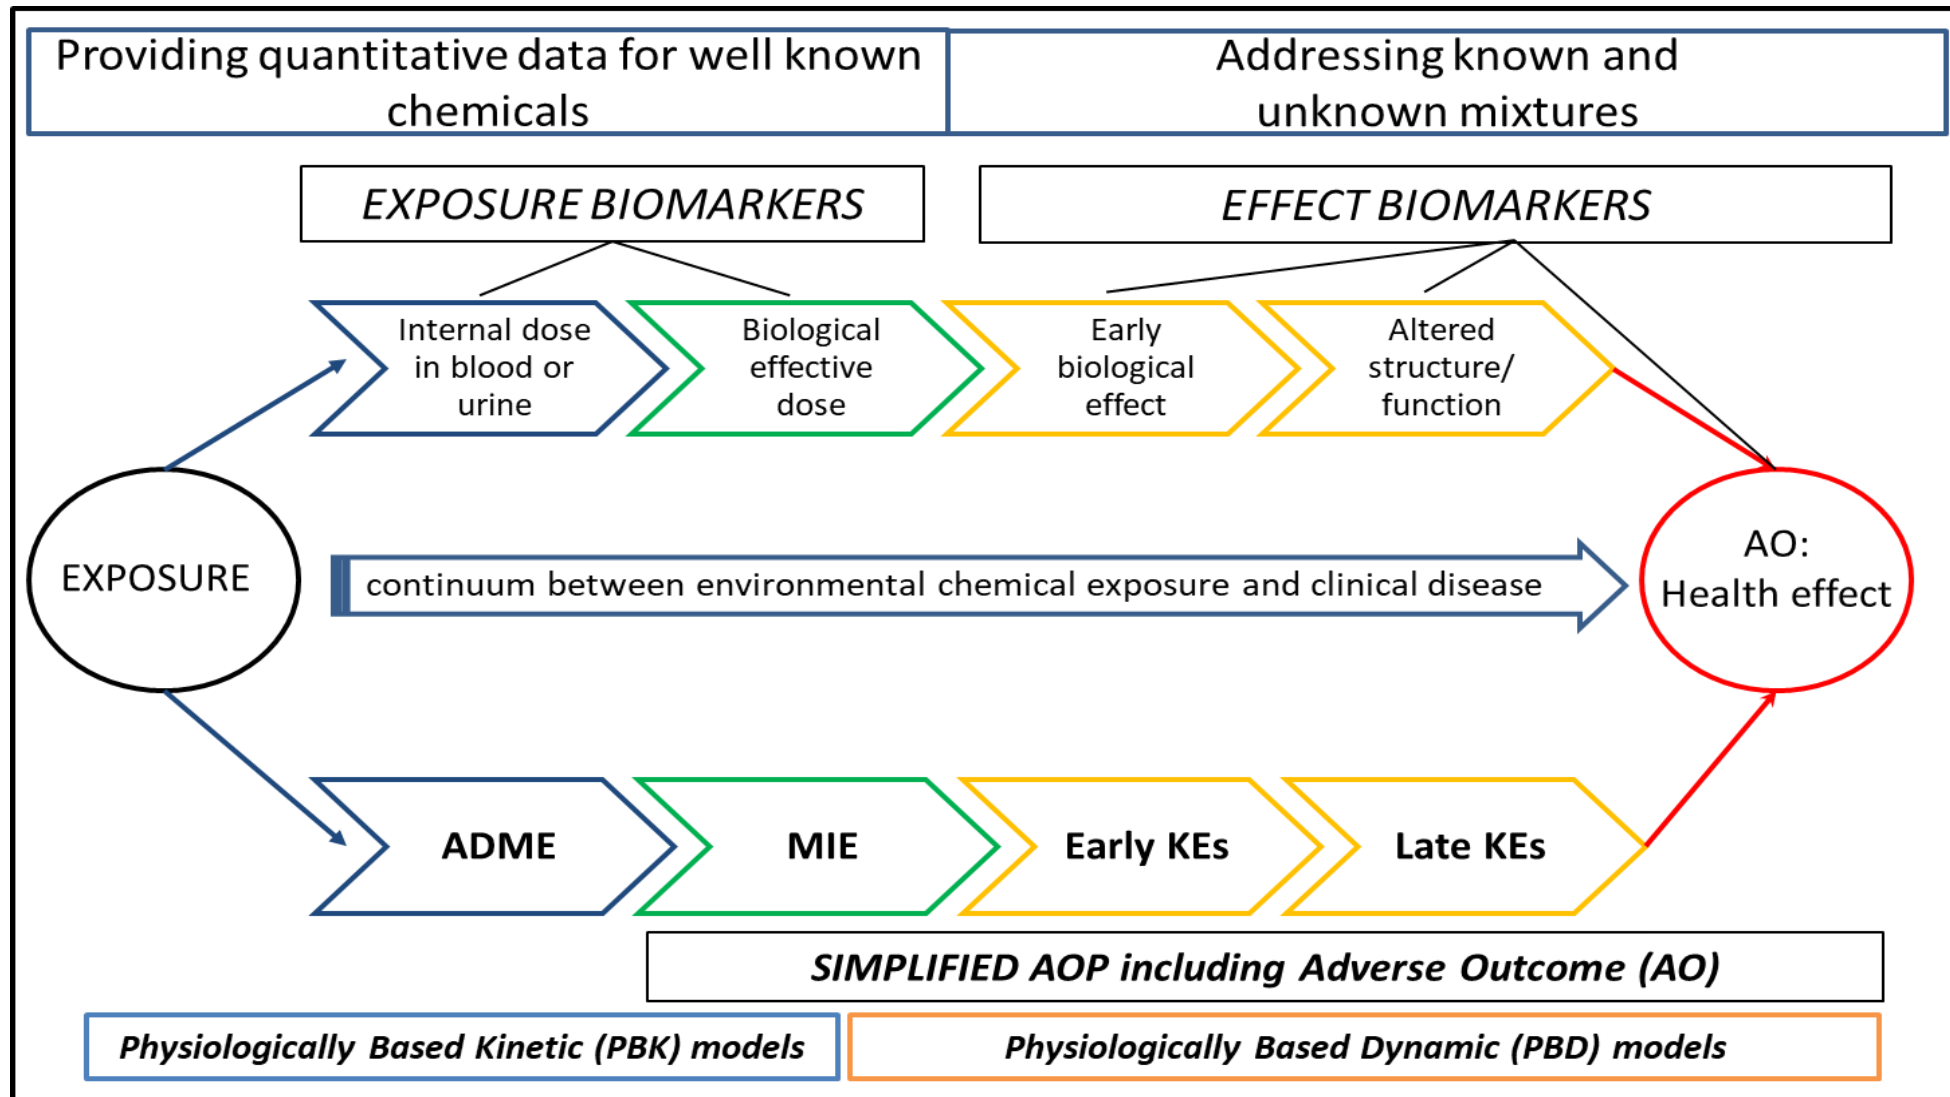 Providing quantitative data for well known
chemicals
Addressing known and
unknown mixtures
EXPOSURE BIOMARKERS
EFFECT BIOMARKERS
Internal dose
in blood or
urine
Biological
effective
dose
Early
biological
effect
Altered
structure/
function
EXPOSURE
continuum between environmental chemical exposure and clinical disease
AO:
Health effect
ADME
MIE
Early KEs
Late KEs
SIMPLIFIED AOP including Adverse Outcome (AO)
Physiologically Based Kinetic (PBK) models
Physiologically Based Dynamic (PBD) models